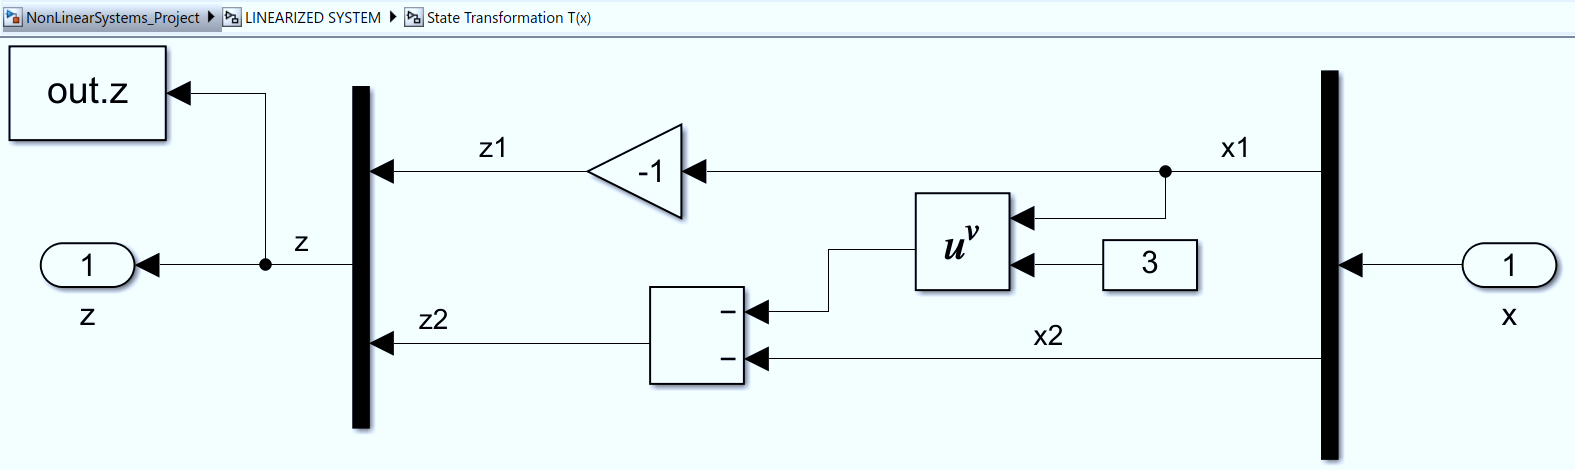 NonLinearSystems_Project LINEARIZED SYSTEM State Transformation T(x)
out.z
z1
-1
x1
u^v
3
z
1
z
z2
−
−
x2
1
x